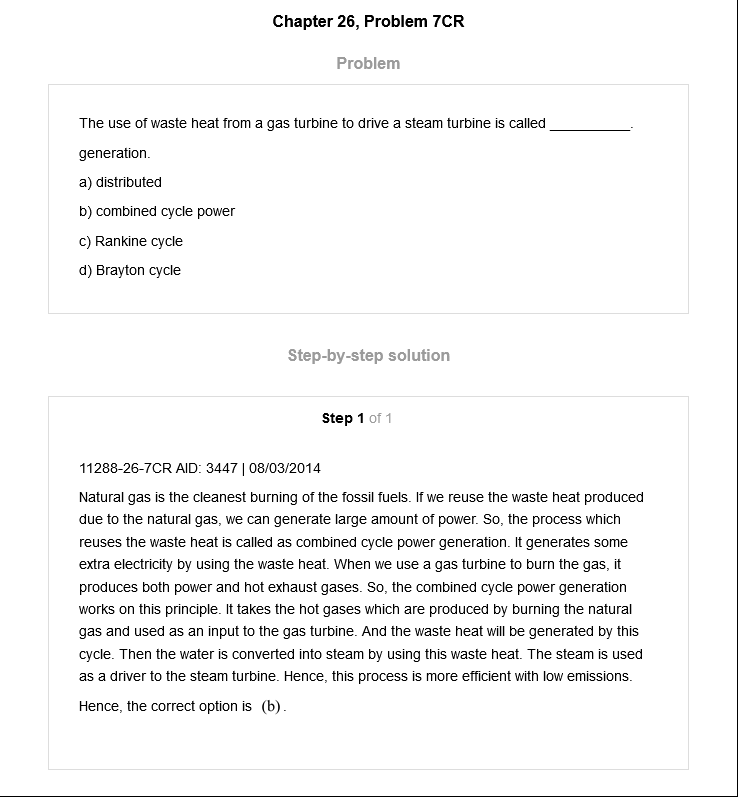 Chapter 26, Problem 7CR
Problem
The use of waste heat from a gas turbine to drive a steam turbine is called ___________.
generation.
a) distributed
b) combined cycle power
c) Rankine cycle
d) Brayton cycle
Step-by-step solution
Step 1 of 1
11288-26-7CR AID: 3447 | 08/03/2014
Natural gas is the cleanest burning of the fossil fuels. If we reuse the waste heat produced
due to the natural gas, we can generate large amount of power. So, the process which
reuses the waste heat is called as combined cycle power generation. It generates some
extra electricity by using the waste heat. When we use a gas turbine to burn the gas, it
produces both power and hot exhaust gases. So, the combined cycle power generation
works on this principle. It takes the hot gases which are produced by burning the natural
gas and used as an input to the gas turbine. And the waste heat will be generated by this
cycle. Then the water is converted into steam by using this waste heat. The steam is used
as a driver to the steam turbine. Hence, this process is more efficient with low emissions.
Hence, the correct option is (b).